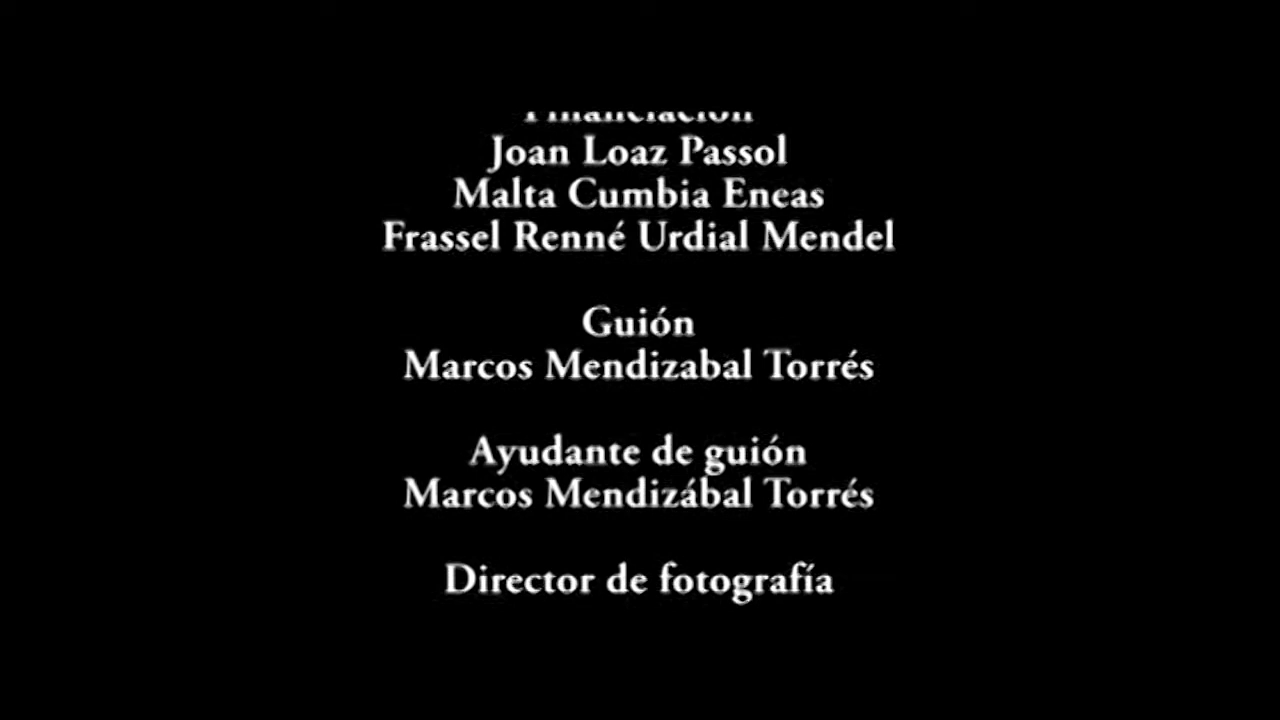 Financiación
Joan Loaz Passol
Malta Cumbia Eneas
Frassel Renné Urdial Mendel
Guión
Marcos Mendizabal Torrés
Ayudante de guión
Marcos Mendizábal Torrés
Director de fotografía